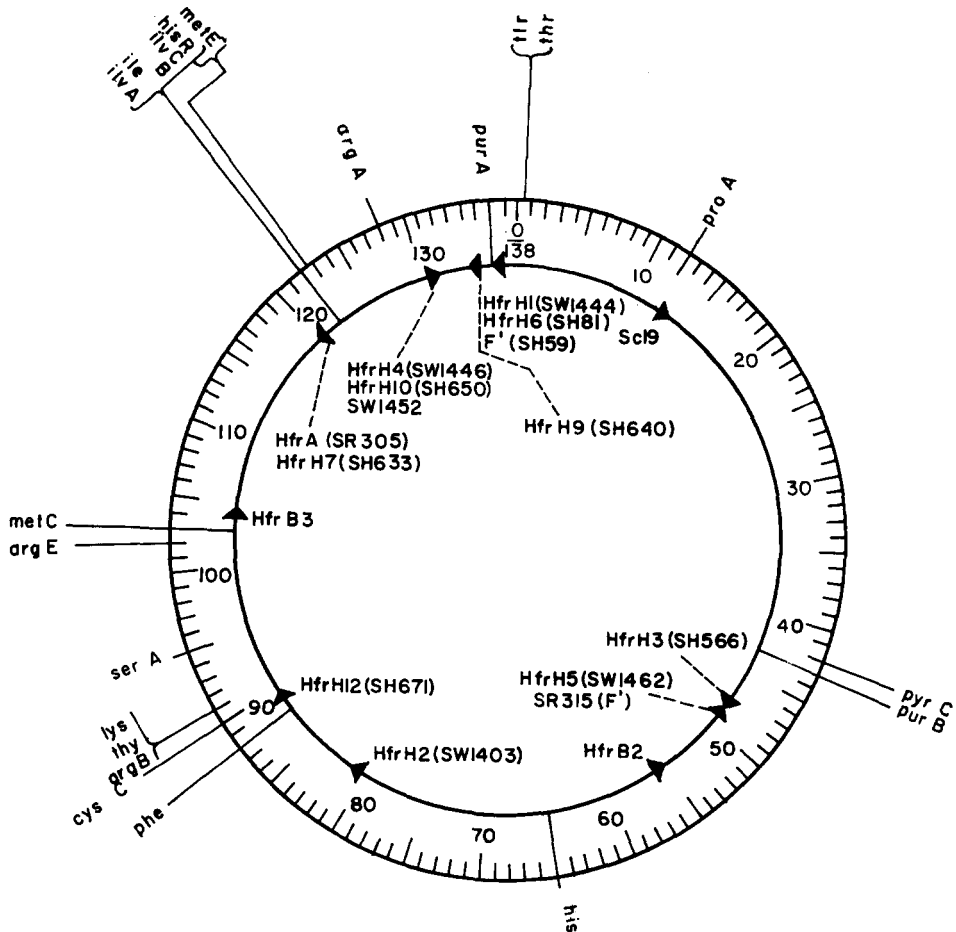 metE
hisR
ilvC
B
ile
ilvA
argA
purA
tlr
thr
proA
0
138
10
20
30
40
50
60
70
80
90
100
110
120
130
HfrH1(SW1444)
HfrH6(SH81)
F'(SH59)
Sc19
HfrH4(SW1446)
HfrH10(SH650)
SW1452
HfrH9(SH640)
HfrA(SR305)
HfrH7(SH633)
HfrB3
metC
argE
serA
HfrH3(SH566)
HfrH5(SW1462)
SR315(F')
pyrC
purB
HfrH12(SH671)
HfrH2(SW1403)
HfrB2
lys
thy
argB
cysC
phe
his